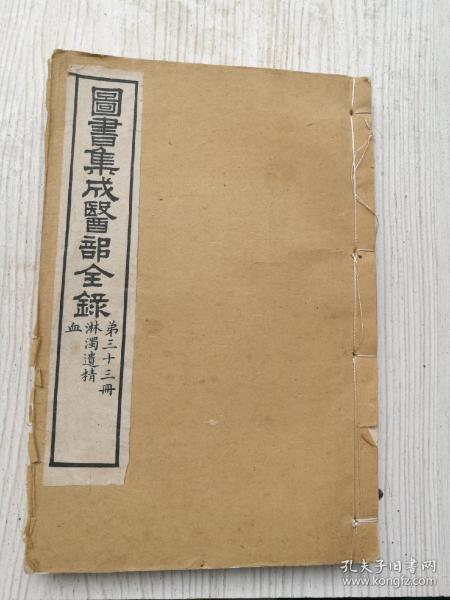 圖書集成醫部全錄
第三十三冊
淋濁遺精
血
孔夫子旧书网
www.kongfz.com